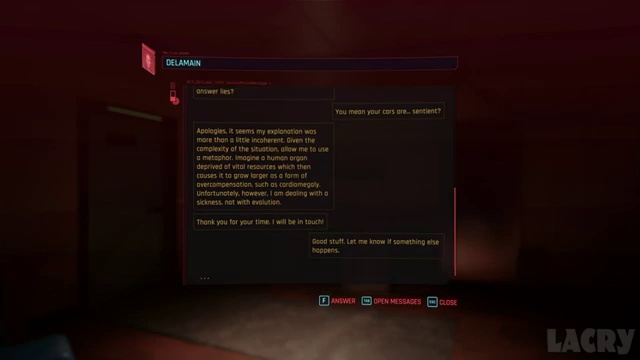 DELAMAIN
answer lies?
You mean your cars are... sentient?
Apologies, it seems my explanation was
more than a little incoherent. Given the
complexity of the situation, allow me to use
a metaphor. Imagine a human organ
deprived of vital resources which then
causes it to grow larger as a form of
overcompensation, such as cardiomegaly.
Unfortunately, however, I am dealing with a
sickness, not with evolution.
Thank you for your time. I will be in touch!
Good stuff. Let me know if something else
happens.
...
F ANSWER TAB OPEN MESSAGES ESC CLOSE
LACRY